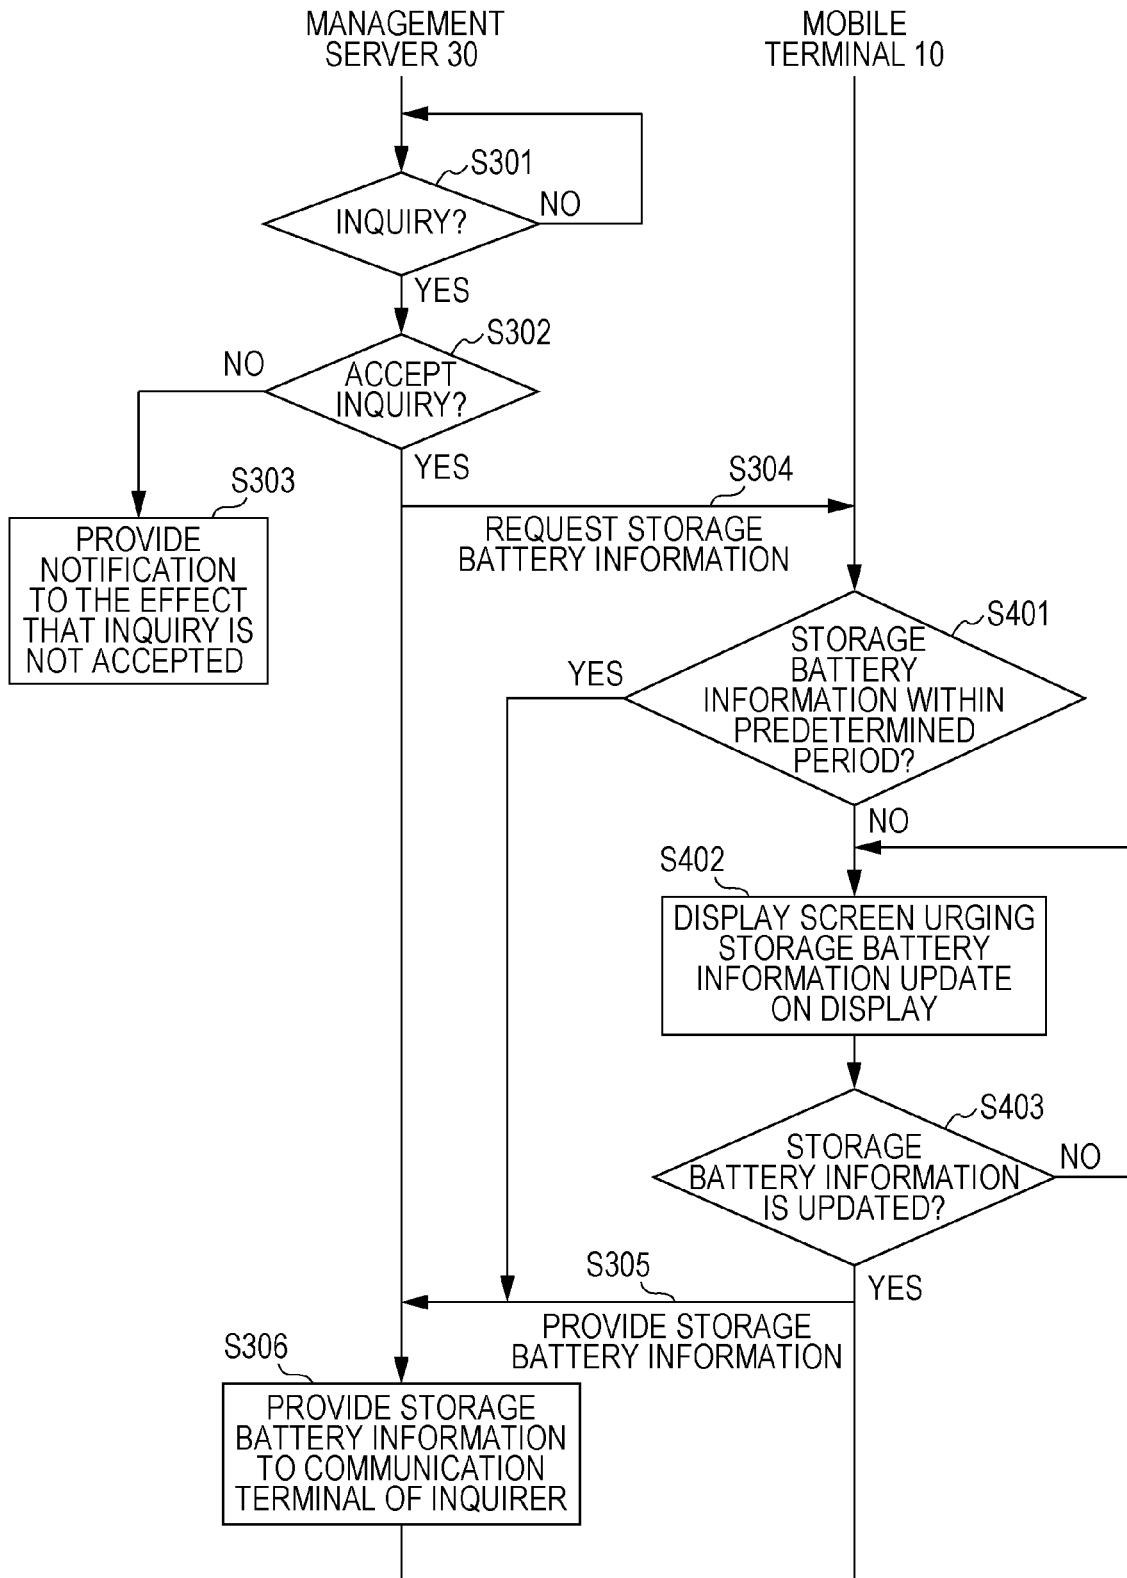 MANAGEMENT
SERVER 30
MOBILE
TERMINAL 10
S301
INQUIRY?
NO
YES
S302
NO
ACCEPT
INQUIRY?
YES
S303
PROVIDE
NOTIFICATION
TO THE EFFECT
THAT INQUIRY IS
NOT ACCEPTED
S304
REQUEST STORAGE
BATTERY INFORMATION
S401
STORAGE
BATTERY
INFORMATION WITHIN
PREDETERMINED
PERIOD?
YES
NO
S402
DISPLAY SCREEN URGING
STORAGE BATTERY
INFORMATION UPDATE
ON DISPLAY
S403
STORAGE
BATTERY INFORMATION
IS UPDATED?
NO
YES
S305
PROVIDE STORAGE
BATTERY INFORMATION
S306
PROVIDE STORAGE
BATTERY INFORMATION
TO COMMUNICATION
TERMINAL OF INQUIRER